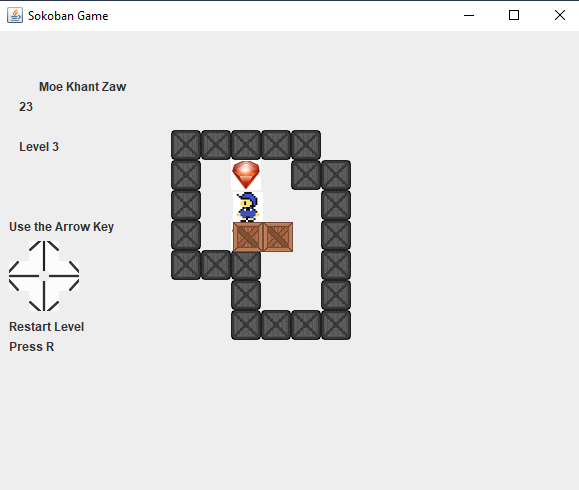 Sokoban Game
Moe Khant Zaw
23
Level 3
Use the Arrow Key
Restart Level
Press R